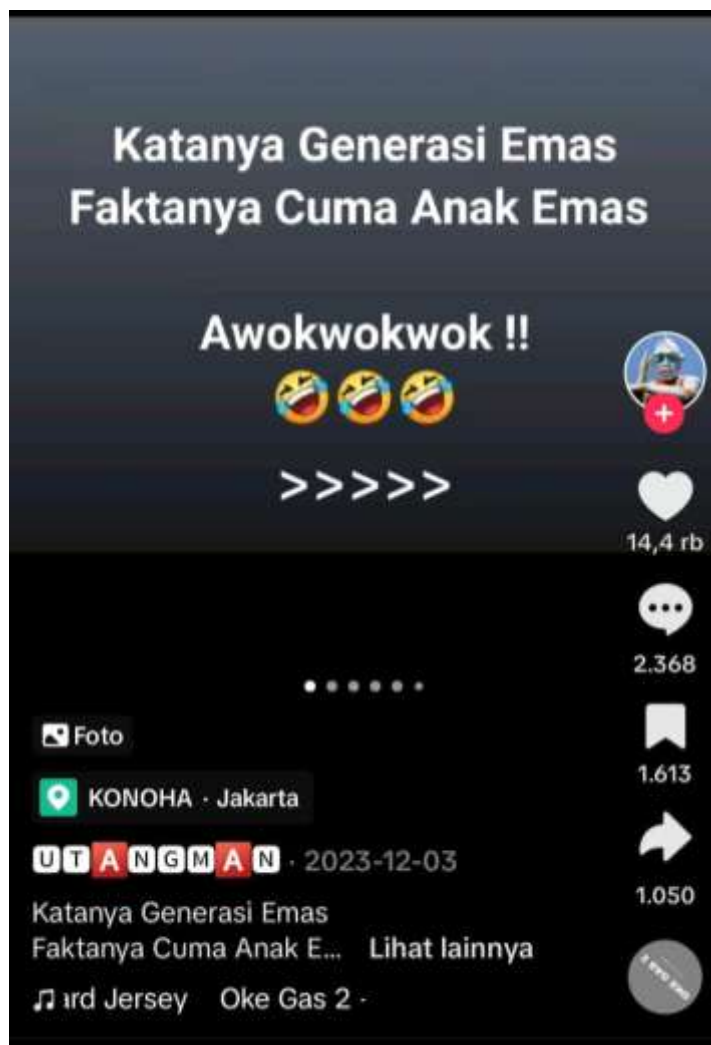 Katanya Generasi Emas
Faktanya Cuma Anak Emas
Awokwokwok !!
🤣🤣🤣
>>>>>
14,4 rb
2.368
1.613
1.050
Foto
KONOHA · Jakarta
UTANGMAN · 2023-12-03
Katanya Generasi Emas
Faktanya Cuma Anak E... Lihat lainnya
ard Jersey Oke Gas 2 -